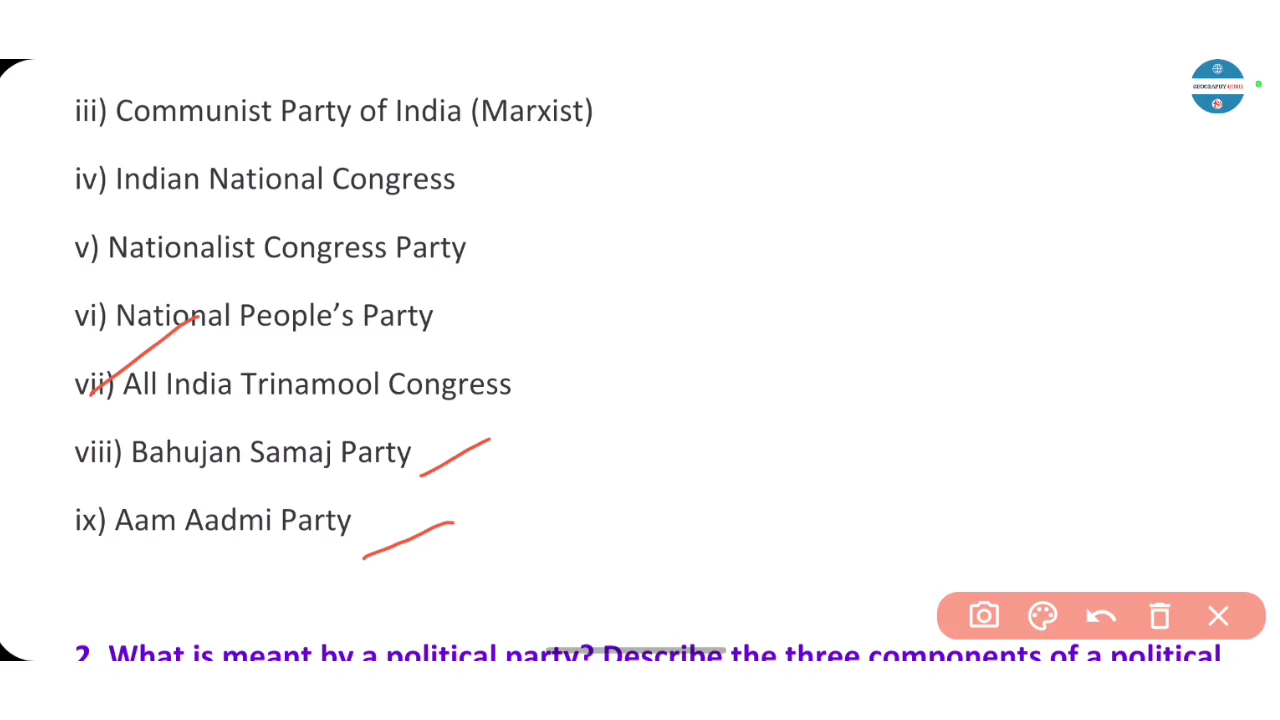 GEOGRAPHY GURU
iii) Communist Party of India (Marxist)
iv) Indian National Congress
v) Nationalist Congress Party
vi) National People’s Party
vii) All India Trinamool Congress
viii) Bahujan Samaj Party
ix) Aam Aadmi Party
2. What is meant by a political party? Describe the three components of a political